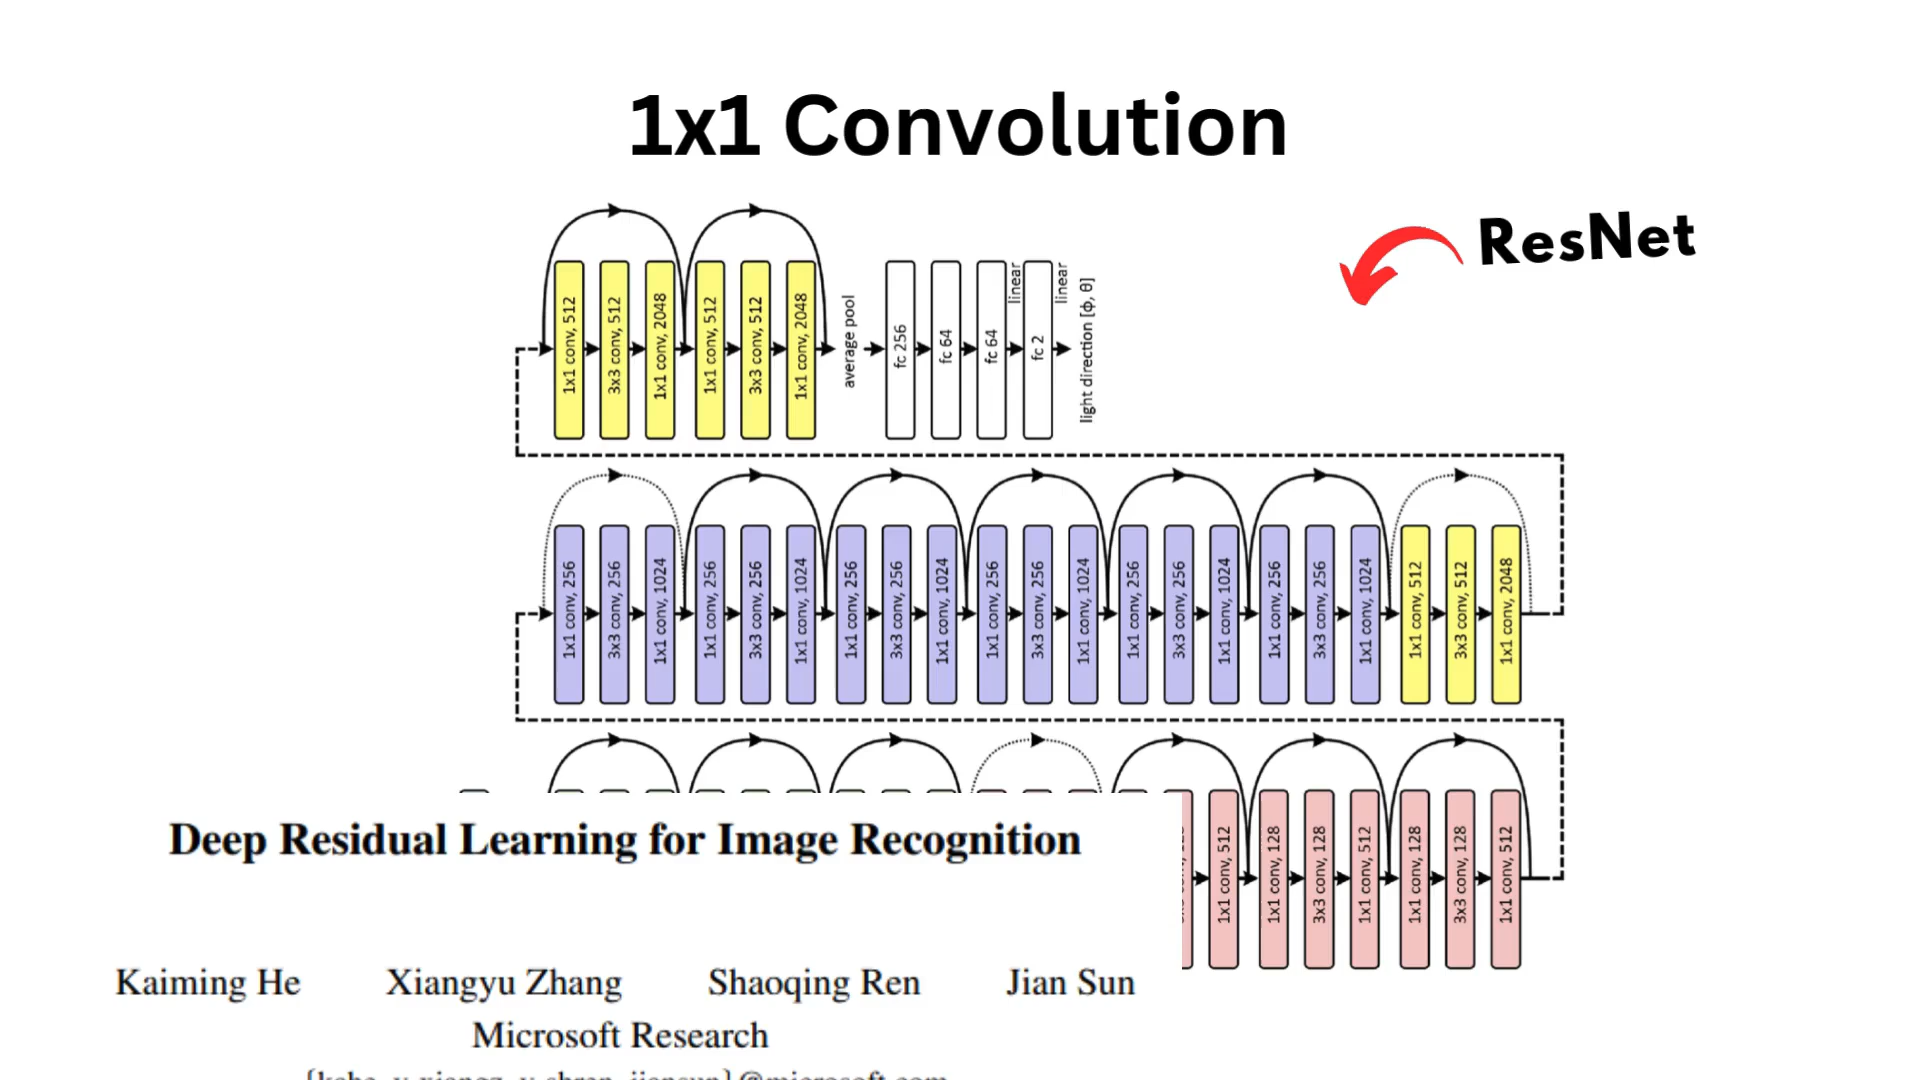 1x1 Convolution
ResNet
1x1 conv, 512
3x3 conv, 512
1x1 conv, 2048
1x1 conv, 512
3x3 conv, 512
1x1 conv, 2048
average pool
fc 256
fc 64
fc 64
linear
fc 2
linear
light direction [ϕ, θ]
1x1 conv, 256
3x3 conv, 256
1x1 conv, 1024
1x1 conv, 256
3x3 conv, 256
1x1 conv, 1024
1x1 conv, 256
3x3 conv, 256
1x1 conv, 1024
1x1 conv, 256
3x3 conv, 256
1x1 conv, 1024
1x1 conv, 256
3x3 conv, 256
1x1 conv, 1024
1x1 conv, 256
3x3 conv, 256
1x1 conv, 1024
1x1 conv, 512
3x3 conv, 512
1x1 conv, 2048
1x1 conv, 512
1x1 conv, 128
3x3 conv, 128
1x1 conv, 512
1x1 conv, 128
3x3 conv, 128
1x1 conv, 512
Deep Residual Learning for Image Recognition
Kaiming He Xiangyu Zhang Shaoqing Ren Jian Sun
Microsoft Research